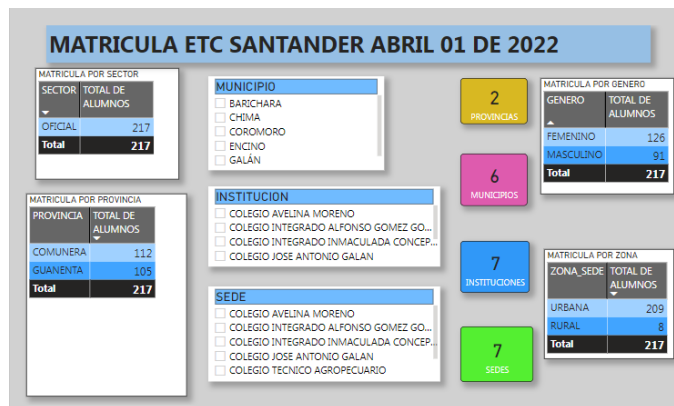 MATRICULA ETC SANTANDER ABRIL 01 DE 2022
MATRICULA POR SECTOR
SECTOR TOTAL DE
ALUMNOS
OFICIAL 217
Total 217
MUNICIPIO
BARICHARA
CHIMA
COROMORO
ENCINO
GALÁN
2
PROVINCIAS
MATRICULA POR GENERO
GENERO TOTAL DE
ALUMNOS
FEMENINO 126
MASCULINO 91
Total 217
6
MUNICIPIOS
MATRICULA POR PROVINCIA
PROVINCIA TOTAL DE
ALUMNOS
COMUNERA 112
GUANENTA 105
Total 217
INSTITUCION
COLEGIO AVELINA MORENO
COLEGIO INTEGRADO ALFONSO GOMEZ GO...
COLEGIO INTEGRADO INMACULADA CONCEP...
COLEGIO JOSE ANTONIO GALAN
7
INSTITUCIONES
MATRICULA POR ZONA
ZONA_SEDE TOTAL DE
ALUMNOS
URBANA 209
RURAL 8
Total 217
SEDE
COLEGIO AVELINA MORENO
COLEGIO INTEGRADO ALFONSO GOMEZ GO...
COLEGIO INTEGRADO INMACULADA CONCEP...
COLEGIO JOSE ANTONIO GALAN
COLEGIO TECNICO AGROPECUARIO
7
SEDES